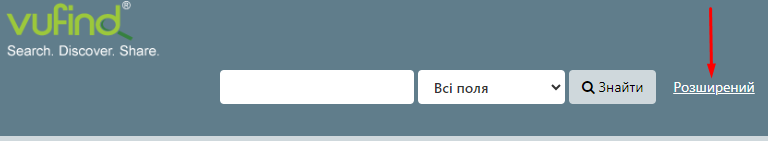 vufind®
Search. Discover. Share.
Всі поля Знайти Розширений